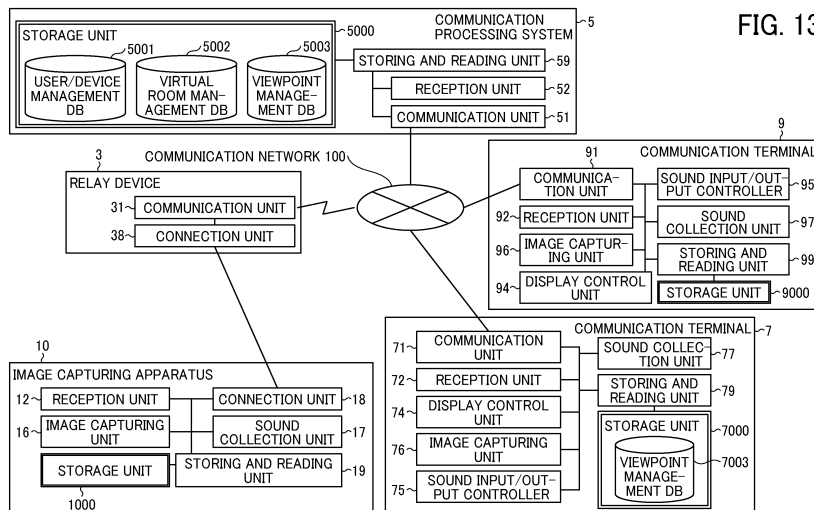 FIG. 13
COMMUNICATION
PROCESSING SYSTEM
5
STORAGE UNIT
5000
5001
5002
5003
USER/DEVICE
MANAGEMENT
DB
VIRTUAL
ROOM MAN-
AGEMENT DB
VIEWPOINT
MANAGE-
MENT DB
STORING AND READING UNIT
59
RECEPTION UNIT
52
COMMUNICATION UNIT
51
COMMUNICATION NETWORK 100
3
RELAY DEVICE
31
COMMUNICATION UNIT
38
CONNECTION UNIT
9
COMMUNICATION TERMINAL
91
COMMUNICA-
TION UNIT
92
RECEPTION UNIT
96
IMAGE CAPTUR-
ING UNIT
94
DISPLAY CONTROL
UNIT
SOUND INPUT/OUT-
PUT CONTROLLER
95
SOUND
COLLECTION UNIT
97
STORING AND
READING UNIT
99
STORAGE UNIT
9000
10
IMAGE CAPTURING APPARATUS
12
RECEPTION UNIT
16
IMAGE CAPTURING
UNIT
STORAGE UNIT
1000
CONNECTION UNIT
18
SOUND
COLLECTION UNIT
17
STORING AND READING
UNIT
19
COMMUNICATION TERMINAL
7
71
COMMUNICATION
UNIT
72
RECEPTION UNIT
74
DISPLAY CONTROL
UNIT
76
IMAGE CAPTURING
UNIT
75
SOUND INPUT/OUT-
PUT CONTROLLER
SOUND COLLEC-
TION UNIT
77
STORING AND
READING UNIT
79
STORAGE UNIT
7000
VIEWPOINT
MANAGE-
MENT DB
7003